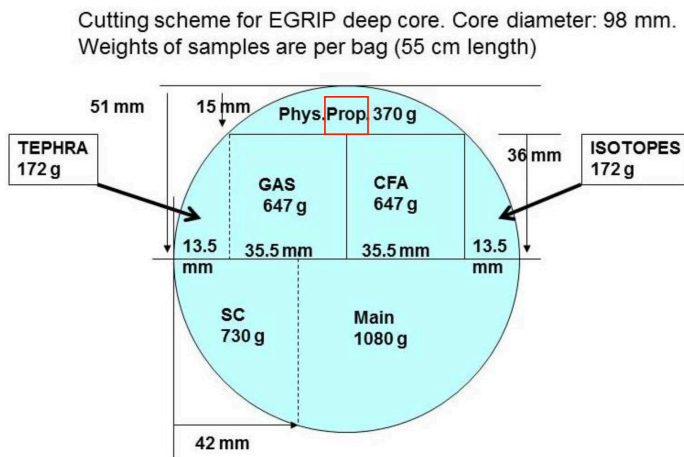 Cutting scheme for EGRIP deep core. Core diameter: 98 mm.
Weights of samples are per bag (55 cm length)
51 mm
15 mm
Phys.Prop. 370 g
TEPHRA
172 g
ISOTOPES
172 g
36 mm
GAS
647 g
CFA
647 g
13.5
mm
35.5 mm
35.5 mm
13.5
mm
SC
730 g
Main
1080 g
42 mm